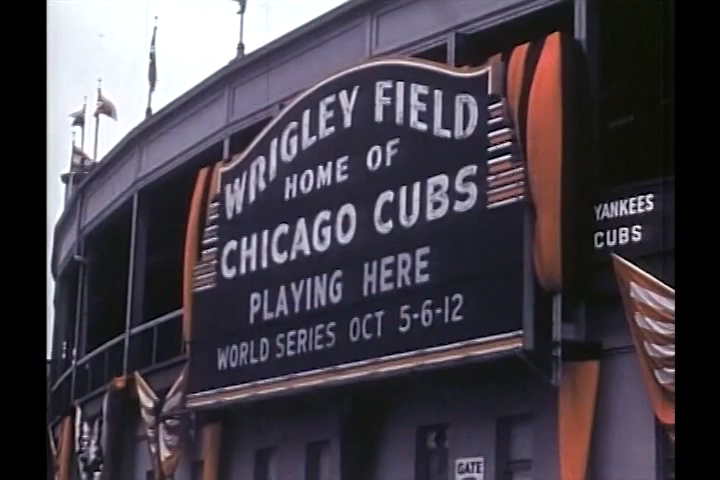 WRIGLEY FIELD
HOME OF
CHICAGO CUBS
PLAYING HERE
WORLD SERIES OCT 5-6-12
YANKEES
CUBS
GATE